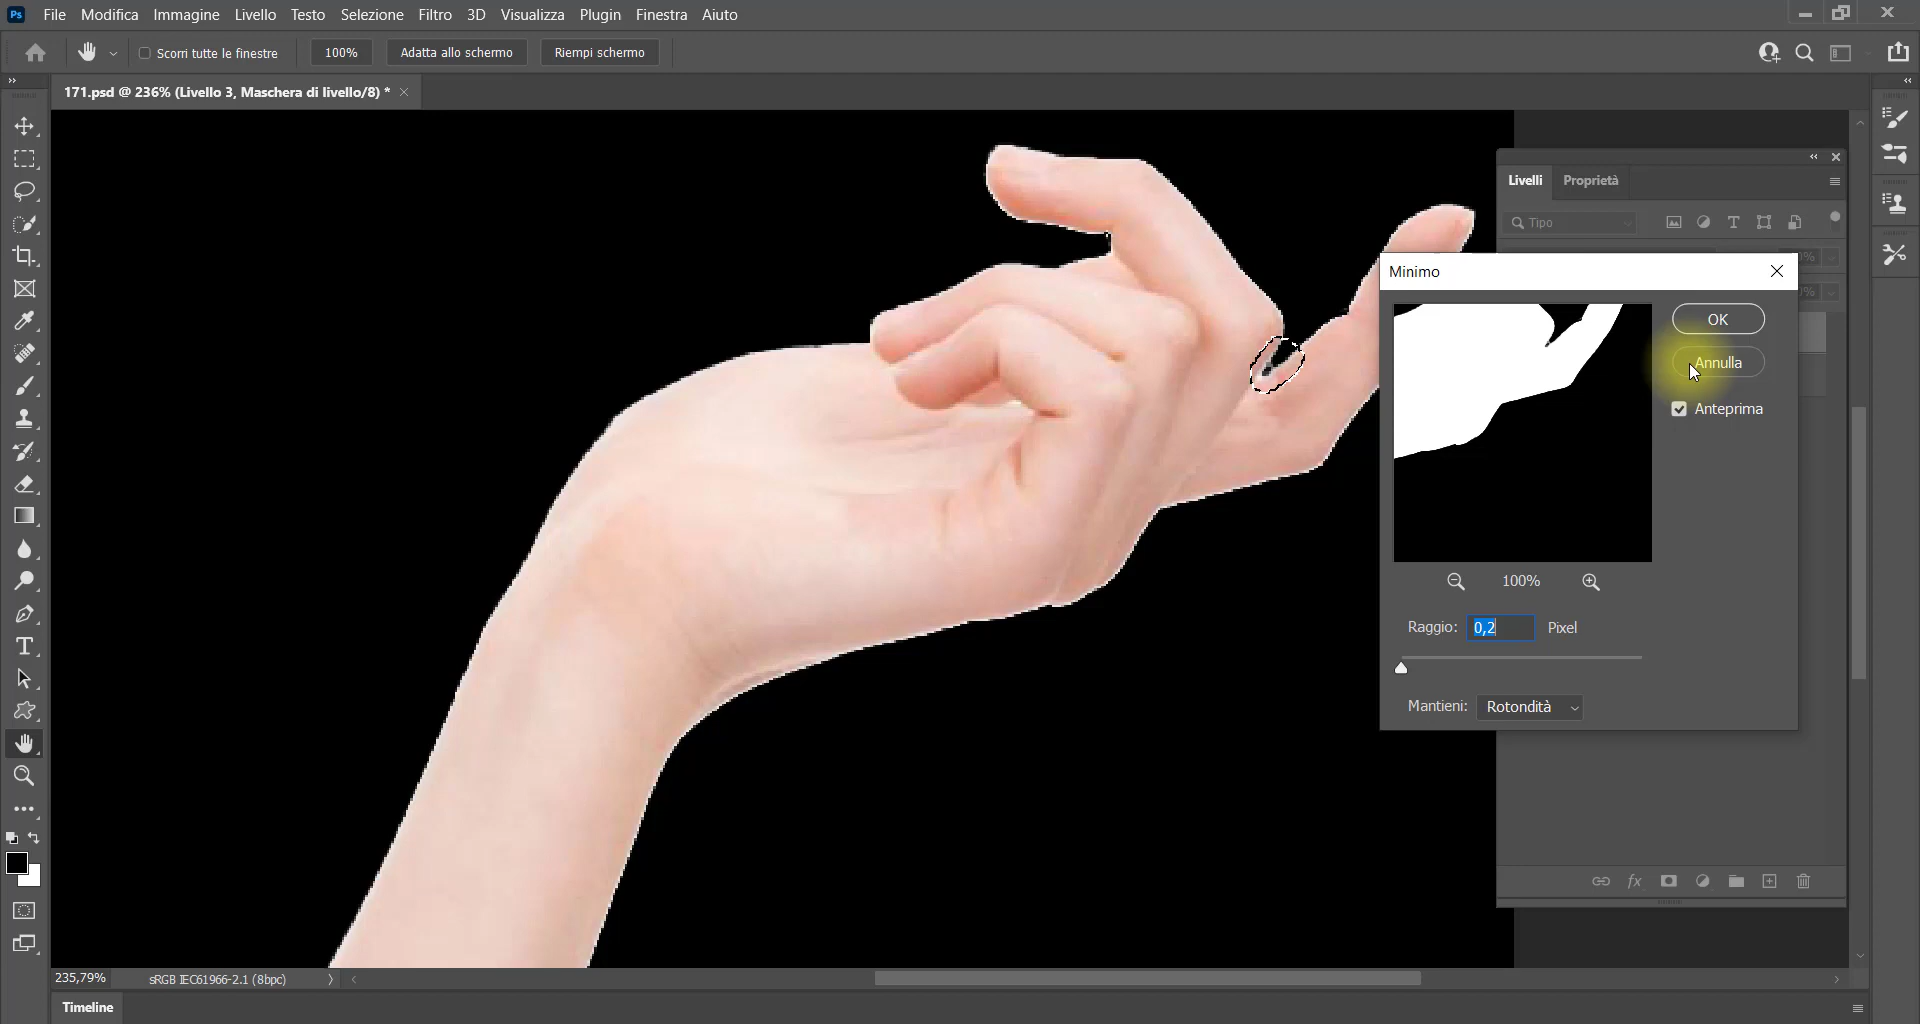 Ps File Modifica Immagine Livello Testo Selezione Filtro 3D Visualizza Plugin Finestra Aiuto
Scorri tutte le finestre 100% Adatta allo schermo Riempi schermo
171.psd @ 236% (Livello 3, Maschera di livello/8) *
Livelli Proprietà
Tipo
Minimo
OK
Annulla
Anteprima
100%
Raggio: 0,2 Pixel
Mantieni: Rotondità
fx
235,79% sRGB IEC61966-2.1 (8bpc)
Timeline